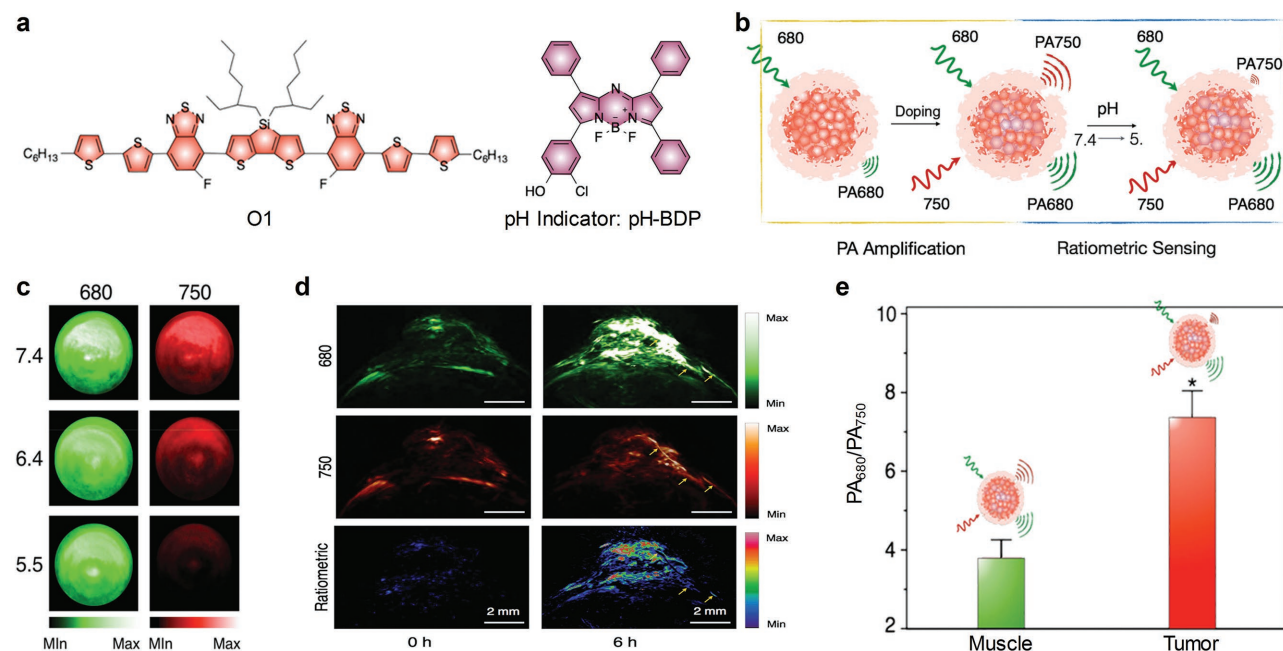 a
S
N
N
Si
S
N
N
C6H13
S
S
F
S
S
F
S
S
C6H13
O1
N
N
N
F
B
F
- +
HO
Cl
pH Indicator: pH-BDP
b
680
PA680
Doping
680
PA750
750
PA680
pH
7.4 → 5.
680
PA750
750
PA680
PA Amplification
Ratiometric Sensing
c
680 750
7.4
6.4
5.5
MIn Max MIn Max
d
680
Max
Min
750
Max
Min
Ratiometric
2 mm
2 mm
Max
Min
0 h
6 h
e
PA680/PA750
10
8
6
4
2
*
Muscle
Tumor